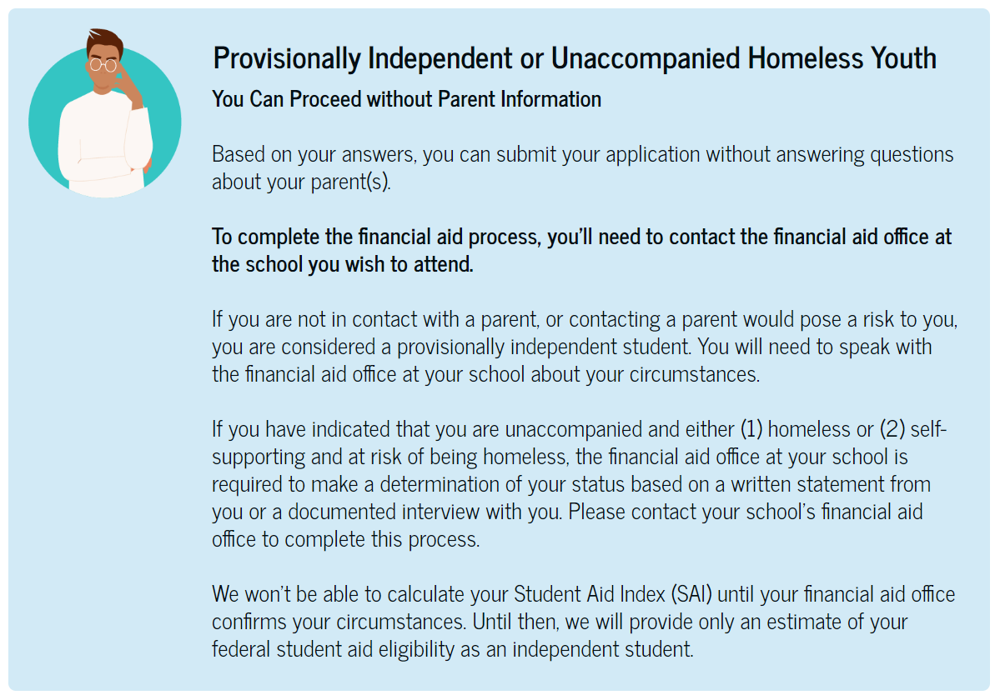 Provisionally Independent or Unaccompanied Homeless Youth
You Can Proceed without Parent Information
Based on your answers, you can submit your application without answering questions
about your parent(s).
To complete the financial aid process, you'll need to contact the financial aid office at
the school you wish to attend.
If you are not in contact with a parent, or contacting a parent would pose a risk to you,
you are considered a provisionally independent student. You will need to speak with
the financial aid office at your school about your circumstances.
If you have indicated that you are unaccompanied and either (1) homeless or (2) self-
supporting and at risk of being homeless, the financial aid office at your school is
required to make a determination of your status based on a written statement from
you or a documented interview with you. Please contact your school's financial aid
office to complete this process.
We won't be able to calculate your Student Aid Index (SAI) until your financial aid office
confirms your circumstances. Until then, we will provide only an estimate of your
federal student aid eligibility as an independent student.